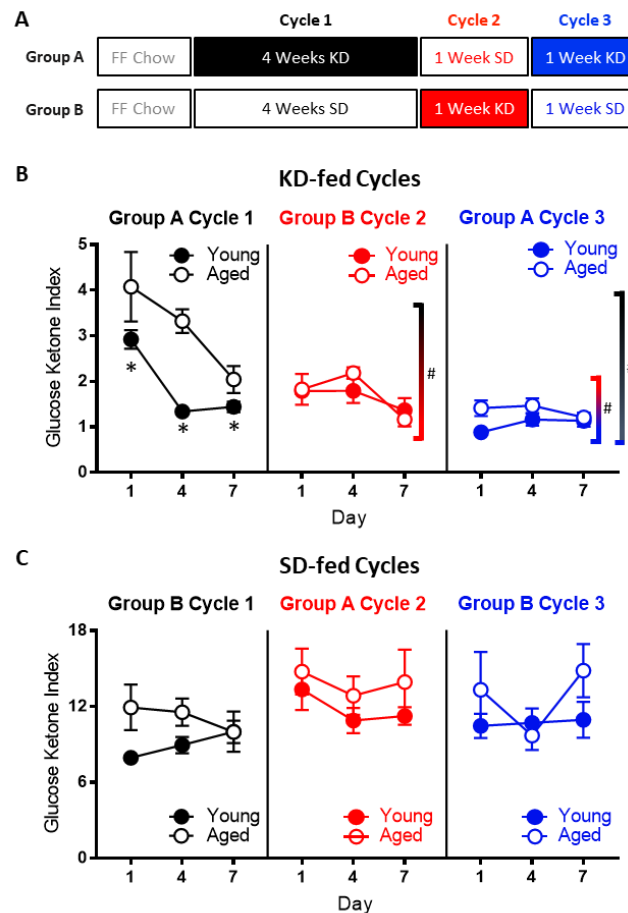 A
Cycle 1 Cycle 2 Cycle 3
Group A FF Chow 4 Weeks KD 1 Week SD 1 Week KD
Group B FF Chow 4 Weeks SD 1 Week KD 1 Week SD
B
KD-fed Cycles
Group A Cycle 1 Group B Cycle 2 Group A Cycle 3
Young Young Young
Aged Aged Aged
Glucose Ketone Index
5
4
3
2
1
0
* * *
#
#
1 4 7 1 4 7 1 4 7
Day
C
SD-fed Cycles
Group B Cycle 1 Group A Cycle 2 Group B Cycle 3
Glucose Ketone Index
18
12
6
0
Young Young Young
Aged Aged Aged
1 4 7 1 4 7 1 4 7
Day